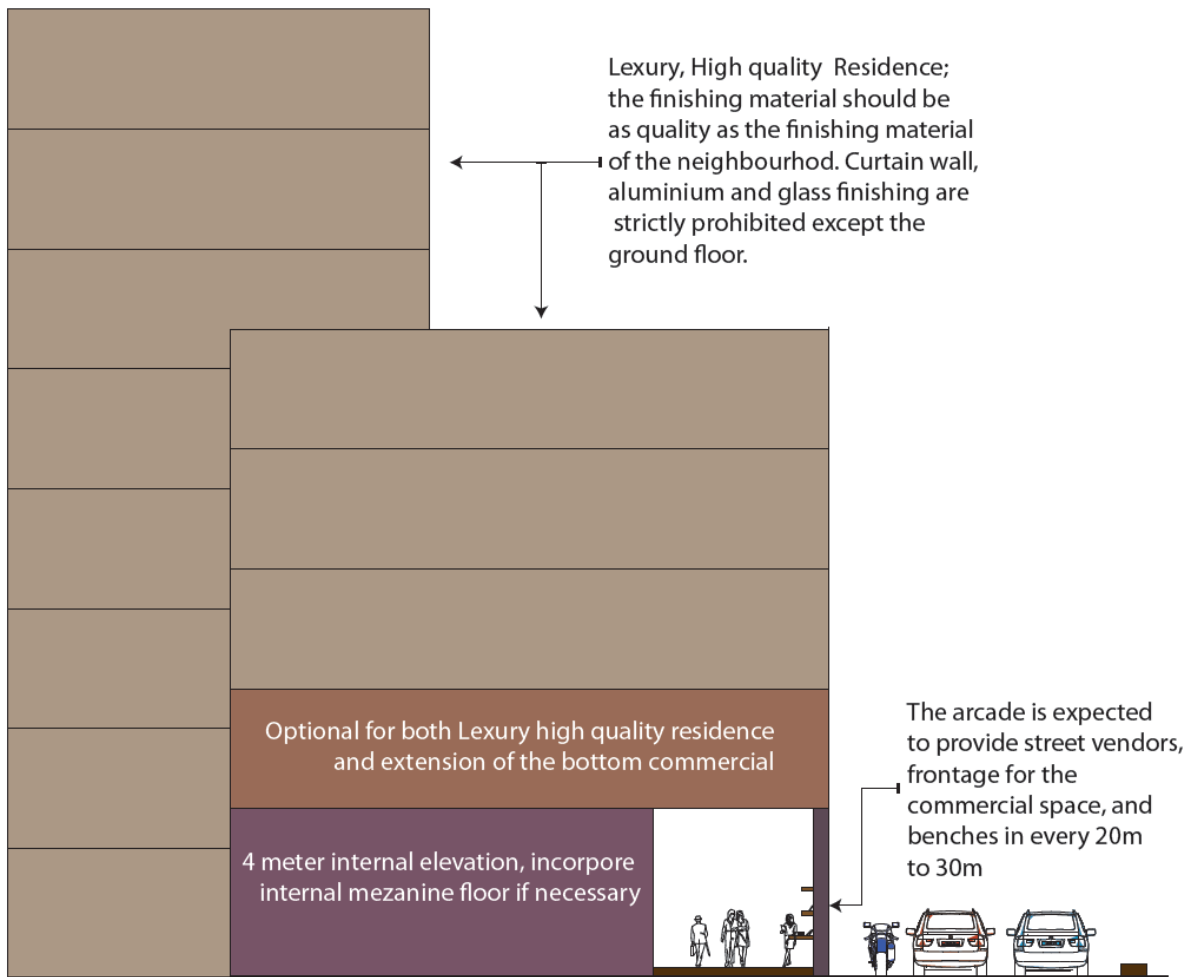 Lexury, High quality Residence;
the finishing material should be
as quality as the finishing material
of the neighbourhod. Curtain wall,
aluminium and glass finishing are
strictly prohibited except the
ground floor.
Optional for both Lexury high quality residence
and extension of the bottom commercial
The arcade is expected
to provide street vendors,
frontage for the
commercial space, and
benches in every 20m
to 30m
4 meter internal elevation, incorpore
internal mezanine floor if necessary